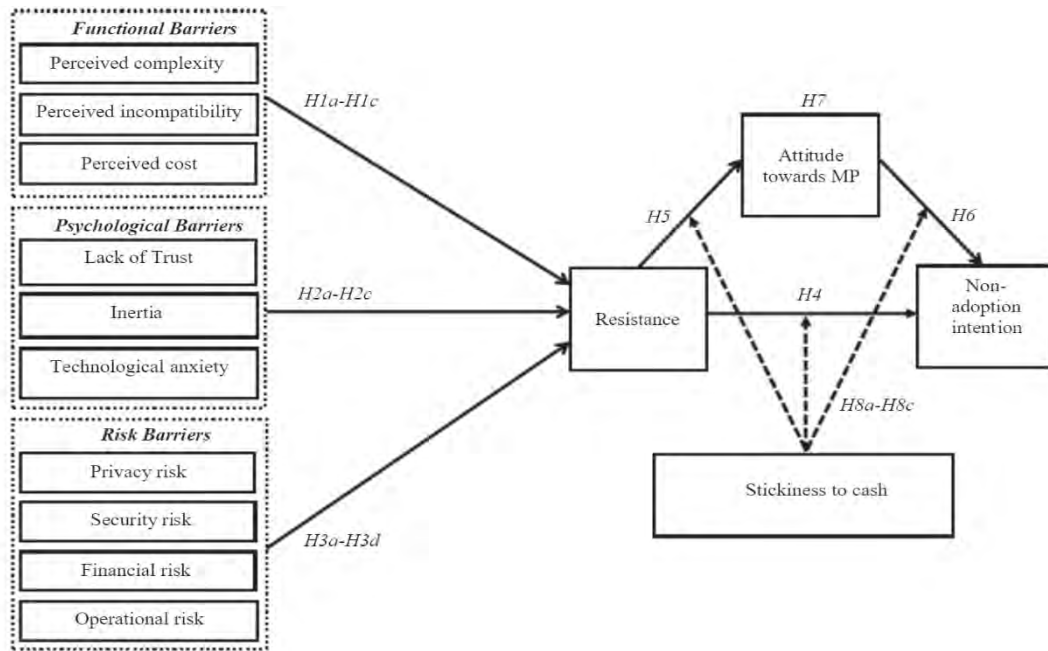 Functional Barriers
Perceived complexity
Perceived incompatibility
Perceived cost
Psychological Barriers
Lack of Trust
Inertia
Technological anxiety
Risk Barriers
Privacy risk
Security risk
Financial risk
Operational risk
H1a-H1c
H2a-H2c
H3a-H3d
Resistance
H5
H7
Attitude
towards MP
H6
H4
Non-
adoption
intention
H8a-H8c
Stickiness to cash